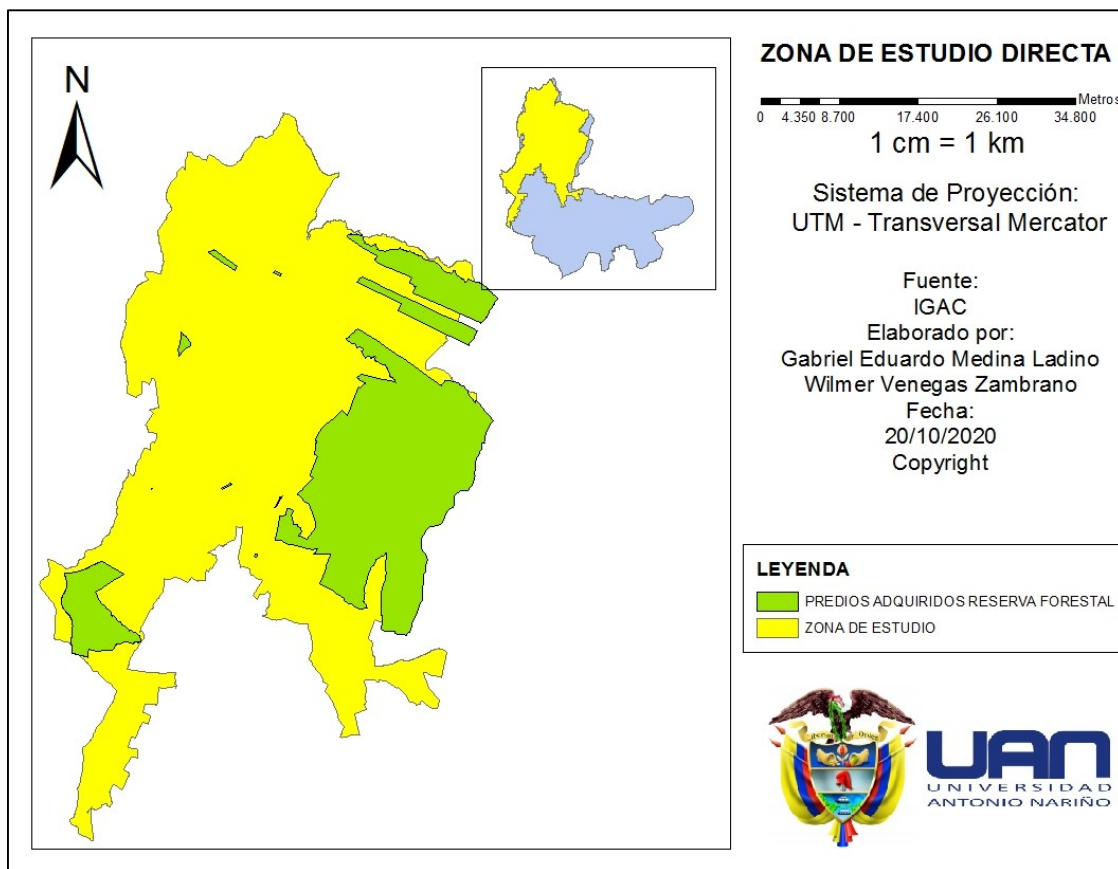 N
ZONA DE ESTUDIO DIRECTA
Metros
0 4.350 8.700 17.400 26.100 34.800
1 cm = 1 km
Sistema de Proyección:
UTM - Transversal Mercator
Fuente:
IGAC
Elaborado por:
Gabriel Eduardo Medina Ladino
Wilmer Venegas Zambrano
Fecha:
20/10/2020
Copyright
LEYENDA
PREDIOS ADQUIRIDOS RESERVA FORESTAL
ZONA DE ESTUDIO
UAN
UNIVERSIDAD
ANTONIO NARIÑO